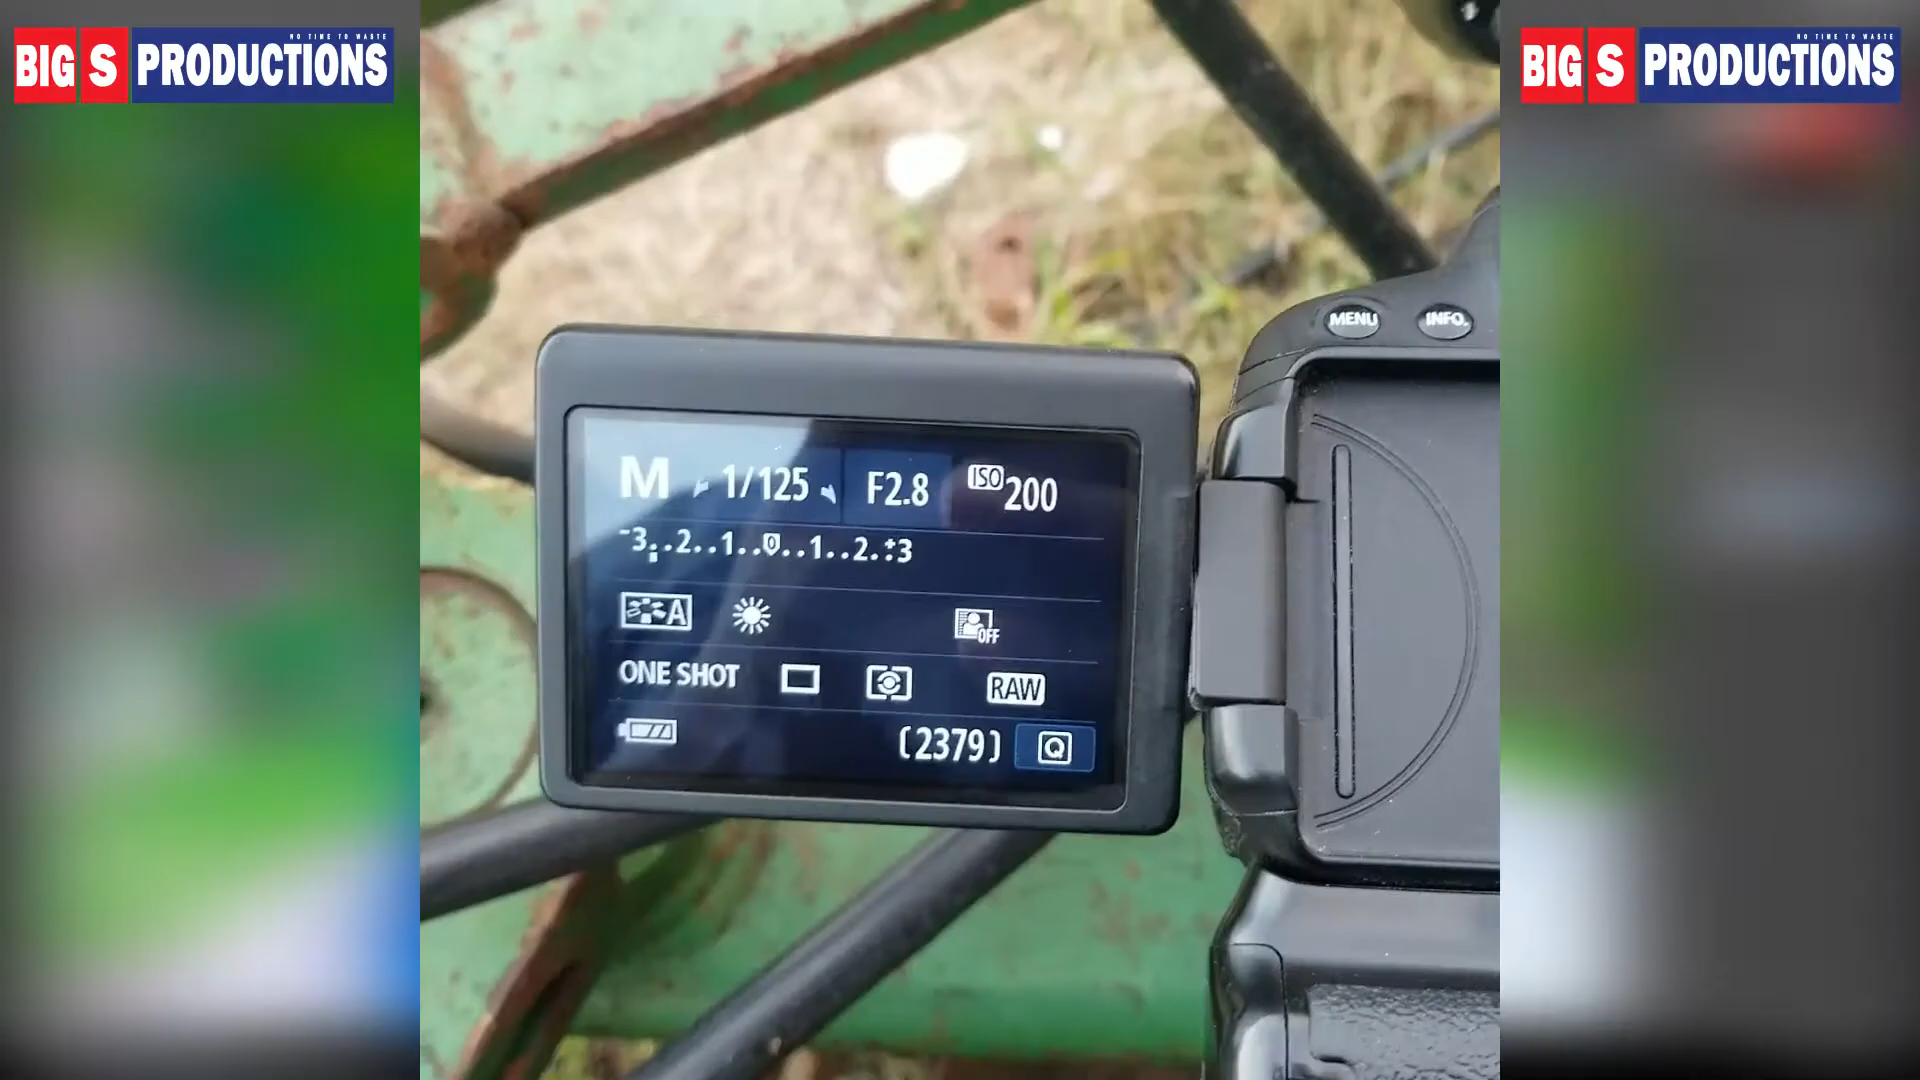 NO TIME TO WASTE
BIG S PRODUCTIONS
NO TIME TO WASTE
BIG S PRODUCTIONS
MENU INFO.
M 1/125 F2.8 ISO 200
-3..2..1..0..1..2.:+3
A OFF
ONE SHOT RAW
(2379) Q